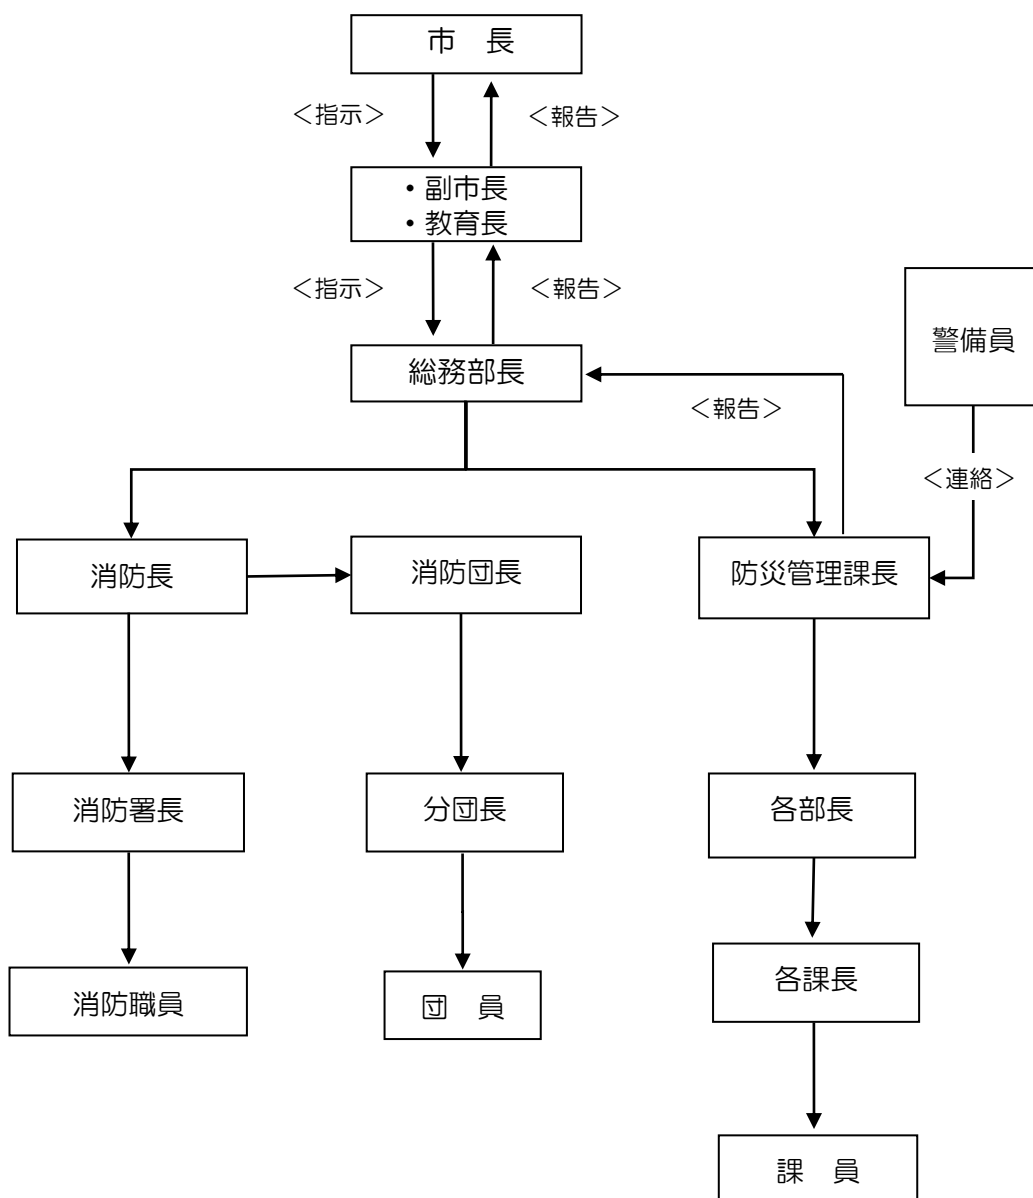 市　長
＜指示＞
＜報告＞
・副市長
・教育長
＜指示＞
＜報告＞
警備員
総務部長
＜報告＞
＜連絡＞
消防長
消防団長
防災管理課長
消防署長
分団長
各部長
消防職員
団　員
各課長
課　員